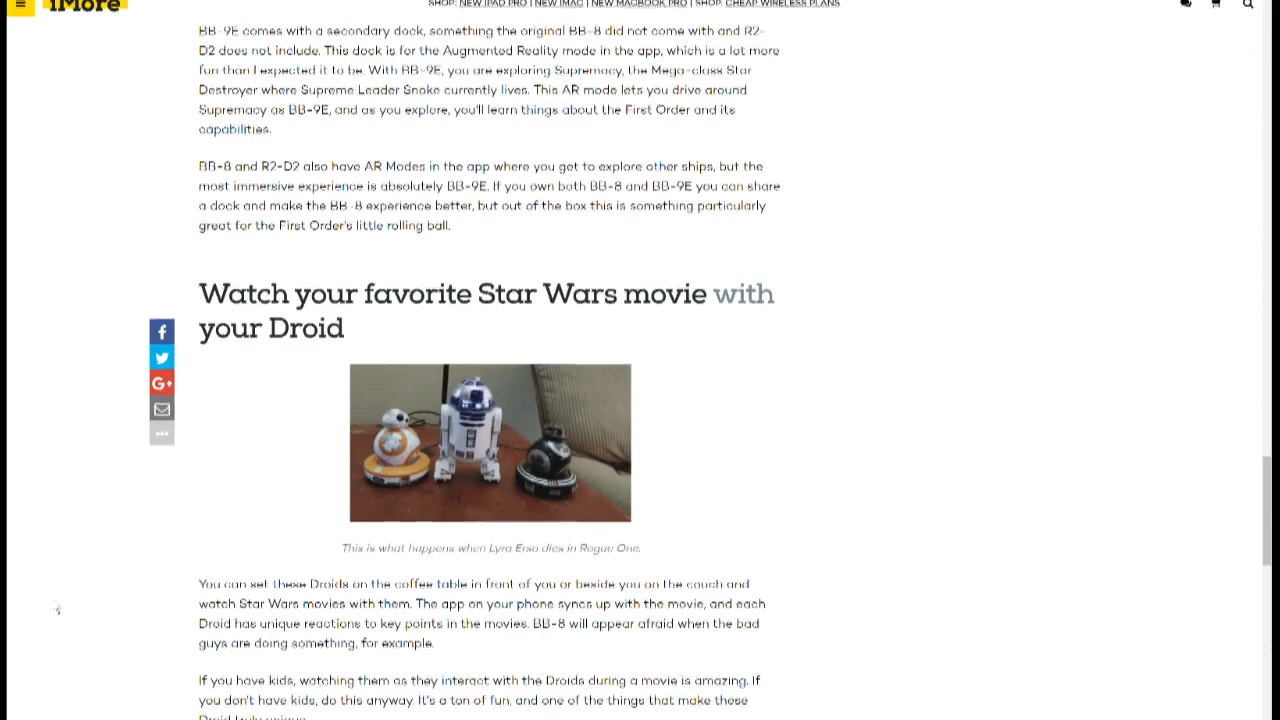 iMore
SHOP: NEW IPAD PRO | NEW IMAC | NEW MACBOOK PRO | SHOP: CHEAP WIRELESS PLANS
BB-9E comes with a secondary dock, something the original BB-8 did not come with and R2-
D2 does not include. This dock is for the Augmented Reality mode in the app, which is a lot more
fun than I expected it to be. With BB-9E, you are exploring Supremacy, the Mega-class Star
Destroyer where Supreme Leader Snoke currently lives. This AR mode lets you drive around
Supremacy as BB-9E, and as you explore, you'll learn things about the First Order and its
capabilities.
BB-8 and R2-D2 also have AR Modes in the app where you get to explore other ships, but the
most immersive experience is absolutely BB-9E. If you own both BB-8 and BB-9E you can share
a dock and make the BB-8 experience better, but out of the box this is something particularly
great for the First Order's little rolling ball.
Watch your favorite Star Wars movie with
your Droid
This is what happens when Lyra Erso dies in Rogue One.
You can set these Droids on the coffee table in front of you or beside you on the couch and
watch Star Wars movies with them. The app on your phone syncs up with the movie, and each
Droid has unique reactions to key points in the movies. BB-8 will appear afraid when the bad
guys are doing something, for example.
If you have kids, watching them as they interact with the Droids during a movie is amazing. If
you don't have kids, do this anyway. It's a ton of fun, and one of the things that make these
Droid truly unique.